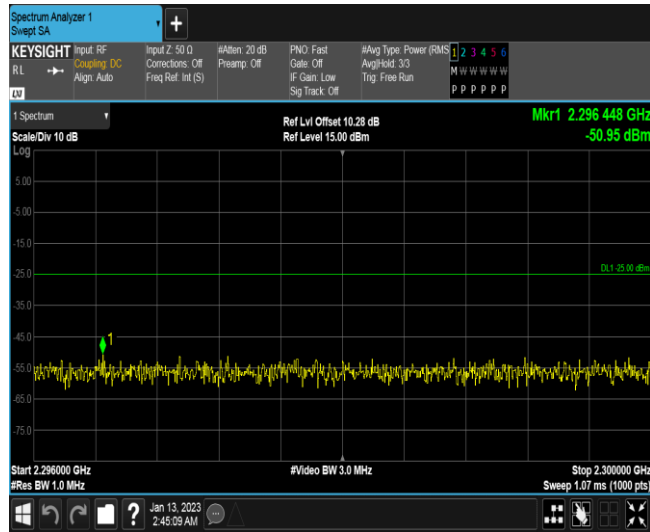 Spectrum Analyzer 1
Swept SA
+
KEYSIGHT
RL
LXI
Input: RF
Coupling: DC
Align: Auto
Input Z: 50 Ω
Corrections: Off
Freq Ref: Int (S)
#Atten: 20 dB
Preamp: Off
PNO: Fast
Gate: Off
IF Gain: Low
Sig Track: Off
#Avg Type: Power (RMS
Avg|Hold: 3/3
Trig: Free Run
1 2 3 4 5 6
M W W W W W
P P P P P P
1 Spectrum
Scale/Div 10 dB
Log
Ref Lvl Offset 10.28 dB
Ref Level 15.00 dBm
Mkr1 2.296 448 GHz
-50.95 dBm
5.00
-5.00
-15.0
-25.0
DL1 -25.00 dBm
-35.0
-45.0
1
-55.0
-65.0
-75.0
Start 2.296000 GHz
#Res BW 1.0 MHz
#Video BW 3.0 MHz
Stop 2.300000 GHz
Sweep 1.07 ms (1000 pts)
?
Jan 13, 2023
2:45:09 AM